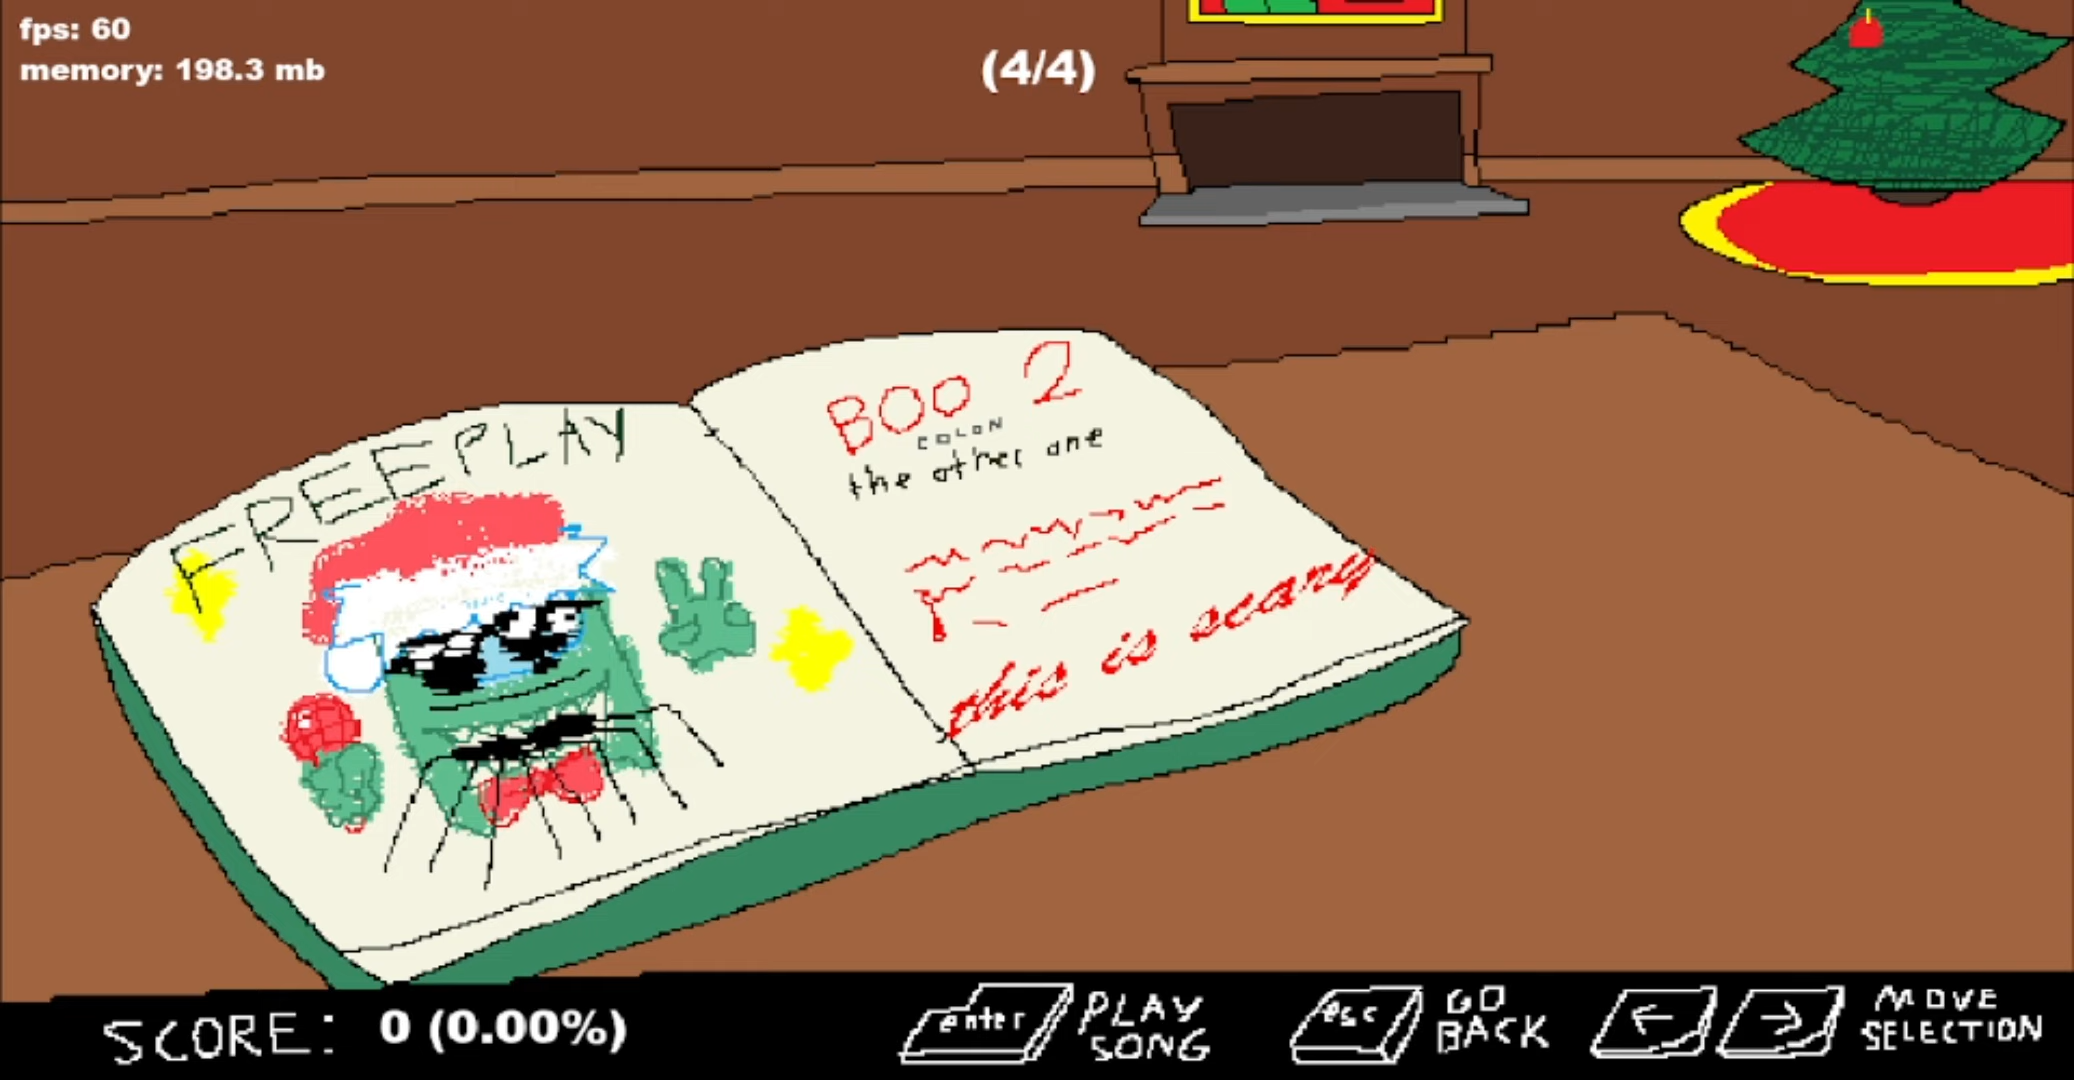 fps: 60
memory: 198.3 mb
(4/4)
FREEPLAY
BOO 2
COLON
the other one
this is scary
SCORE: 0 (0.00%)
enter PLAY SONG
esc GO BACK
← → MOVE SELECTION